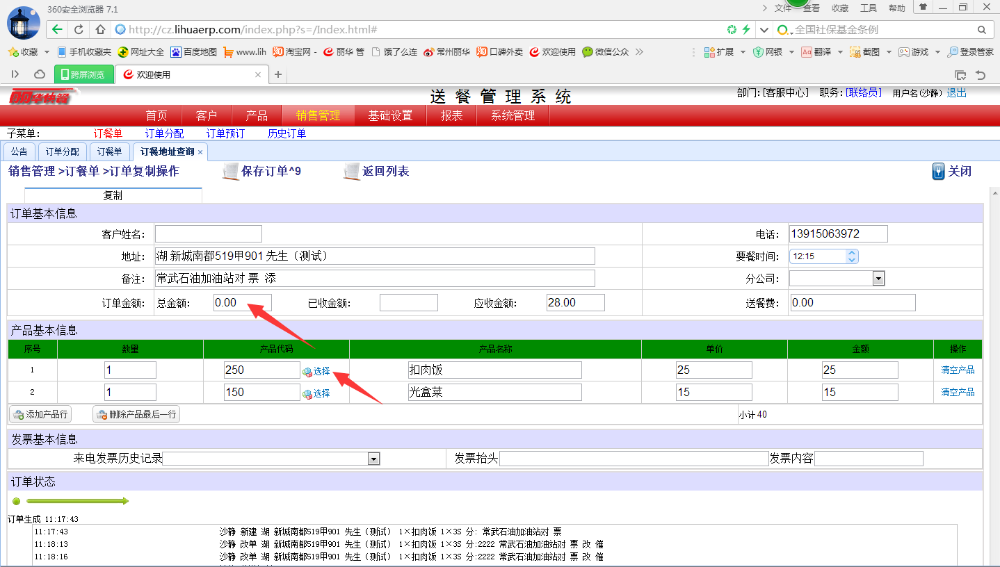 360安全浏览器 7.1
文件 查看 收藏 工具 帮助
http://cz.lihuaerp.com/index.php?s=/Index.html#
全国社保基金条例
收藏 手机收藏夹 网址大全 百度地图 www.lih 淘宝网 - 丽华 管 饿了么连 常州丽华 口碑外卖 欢迎使用 微信公众 扩展 网银 翻译 截图 游戏 登录管家
跨屏浏览 欢迎使用
丽华快餐
送餐管理系统
部门:[客服中心] 职务:[联络员] 用户名(沙静) 退出
首页 客户 产品 销售管理 基础设置 报表 系统管理
子菜单: 订餐单 订单分配 订单预订 历史订单
公告 订单分配 订餐单 订餐地址查询
销售管理 >订餐单 >订单复制操作 保存订单^9 返回列表 关闭
复制
订单基本信息
客户姓名: 电话: 13915063972
地址: 湖 新城南都519甲901 先生（测试） 要餐时间: 12:15
备注: 常武石油加油站对 票 添 分公司:
订单金额: 总金额: 0.00 已收金额: 应收金额: 28.00 送餐费: 0.00
产品基本信息
序号 数量 产品代码 产品名称 单价 金额 操作
1 1 250 选择 扣肉饭 25 25 清空产品
2 1 150 选择 光盒菜 15 15 清空产品
添加产品行 删除产品最后一行 小计 40
发票基本信息
来电发票历史记录 发票抬头 发票内容
订单状态
订单生成 11:17:43
11:17:43 沙静 新建 湖 新城南都519甲901 先生（测试） 1×扣肉饭 1×3S 分: 常武石油加油站对 票
11:18:13 沙静 改单 湖 新城南都519甲901 先生（测试） 1×扣肉饭 1×3S 分:2222 常武石油加油站对 票 改 催
11:18:16 沙静 改单 湖 新城南都519甲901 先生（测试） 1×扣肉饭 1×3S 分:2222 常武石油加油站对 票 改 催